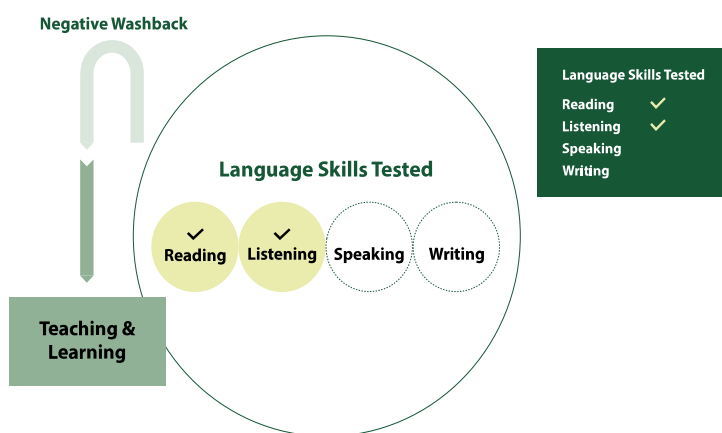 Negative Washback
Language Skills Tested
Reading
Listening
Speaking
Writing
Teaching &
Learning
Language Skills Tested
Reading
Listening
Speaking
Writing